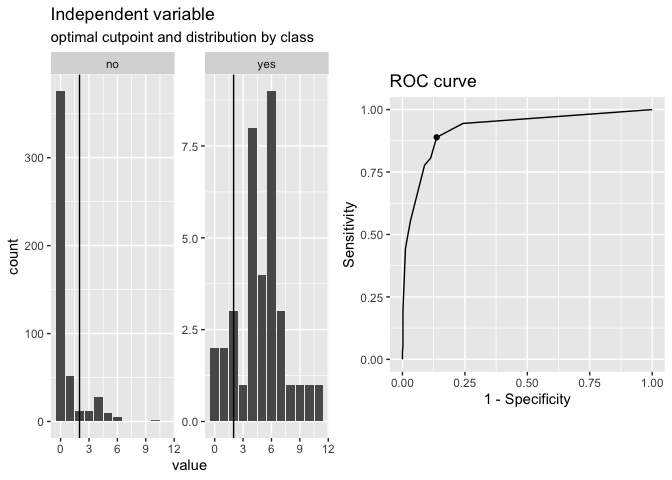 Independent variable
optimal cutpoint and distribution by class
no
yes
300
200
100
0
count
7.5
5.0
2.5
0.0
0 3 6 9 12
0 3 6 9 12
value
ROC curve
1.00
0.75
0.50
0.25
0.00
Sensitivity
0.00 0.25 0.50 0.75 1.00
1 - Specificity